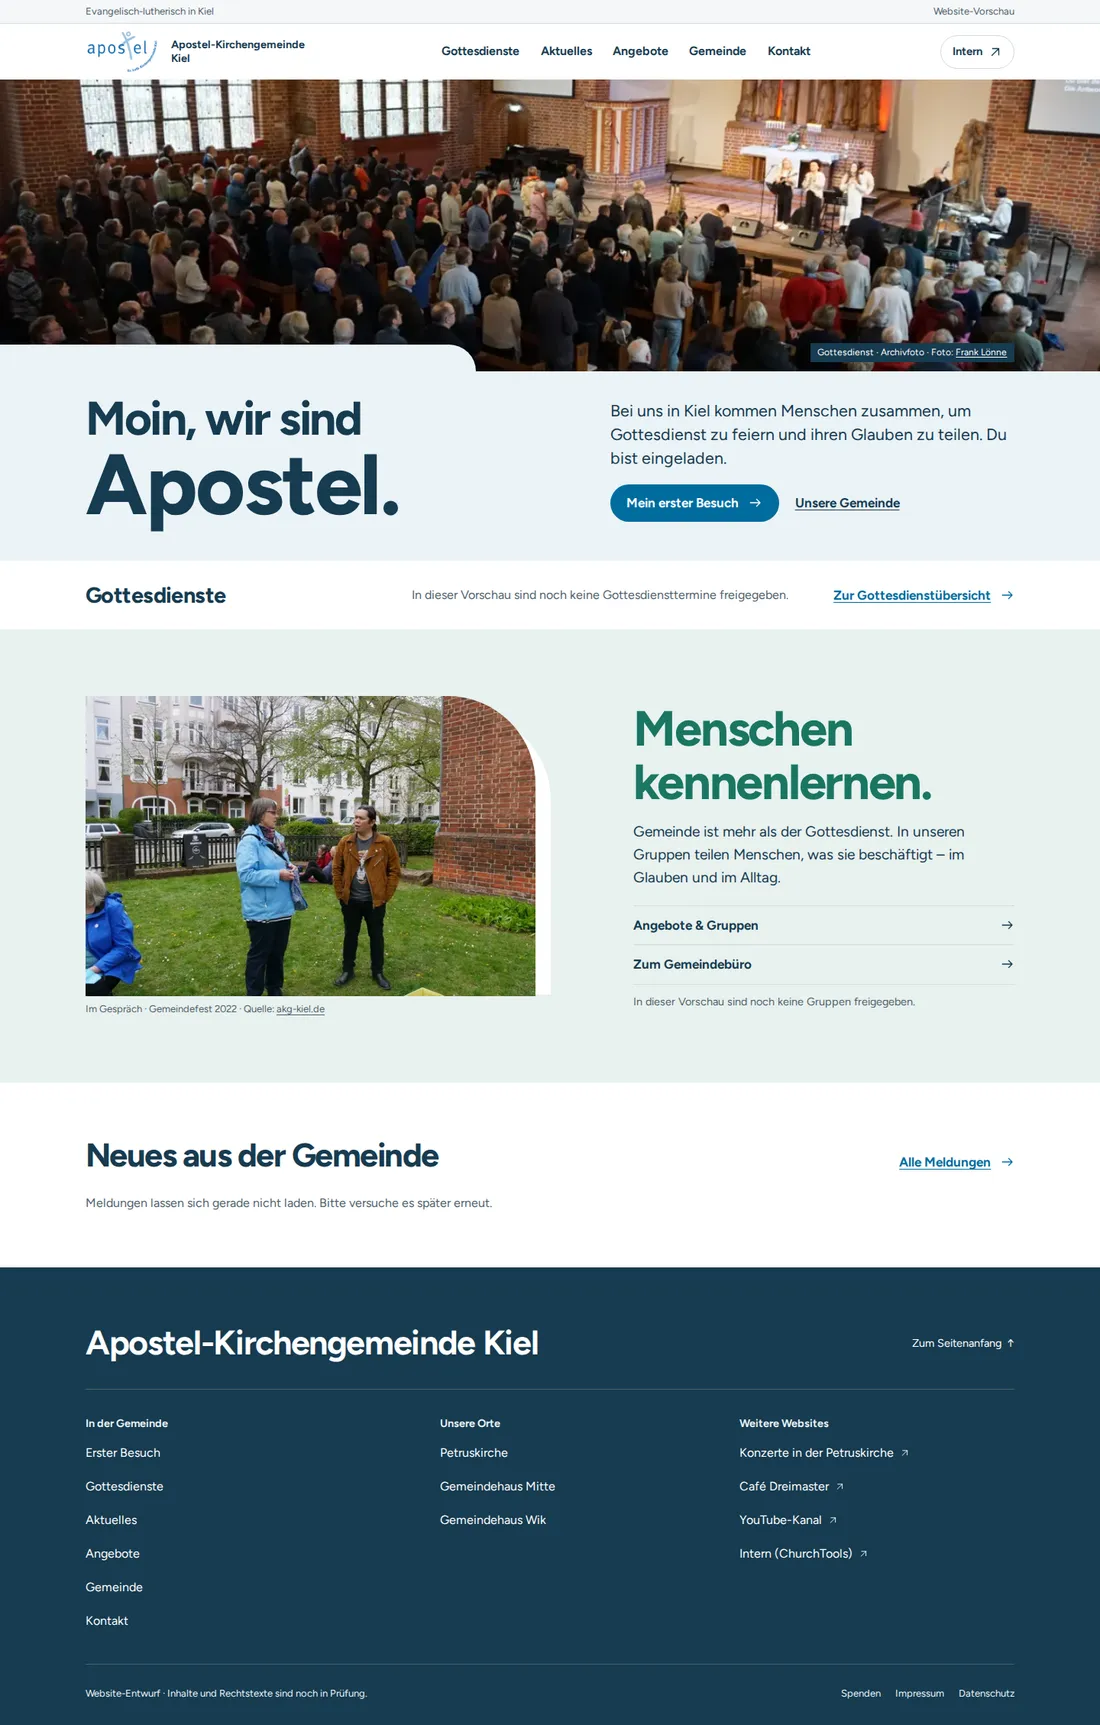 Evangelisch-lutherisch in Kiel
Website-Vorschau
apostel
Apostel-Kirchengemeinde
Kiel
Gottesdienste
Aktuelles
Angebote
Gemeinde
Kontakt
Intern
Gottesdienst · Archivfoto · Foto: Frank Lönne
Moin, wir sind
Apostel.
Bei uns in Kiel kommen Menschen zusammen, um
Gottesdienst zu feiern und ihren Glauben zu teilen. Du
bist eingeladen.
Mein erster Besuch →
Unsere Gemeinde
Gottesdienste
In dieser Vorschau sind noch keine Gottesdiensttermine freigegeben.
Zur Gottesdienstübersicht →
Menschen
kennenlernen.
Gemeinde ist mehr als der Gottesdienst. In unseren
Gruppen teilen Menschen, was sie beschäftigt – im
Glauben und im Alltag.
Angebote & Gruppen →
Zum Gemeindebüro →
In dieser Vorschau sind noch keine Gruppen freigegeben.
Im Gespräch · Gemeindefest 2022 · Quelle: akg-kiel.de
Neues aus der Gemeinde
Alle Meldungen →
Meldungen lassen sich gerade nicht laden. Bitte versuche es später erneut.
Apostel-Kirchengemeinde Kiel
Zum Seitenanfang ↑
In der Gemeinde
Erster Besuch
Gottesdienste
Aktuelles
Angebote
Gemeinde
Kontakt
Unsere Orte
Petruskirche
Gemeindehaus Mitte
Gemeindehaus Wik
Weitere Websites
Konzerte in der Petruskirche ↗
Café Dreimaster ↗
YouTube-Kanal ↗
Intern (ChurchTools) ↗
Website-Entwurf · Inhalte und Rechtstexte sind noch in Prüfung.
Spenden
Impressum
Datenschutz